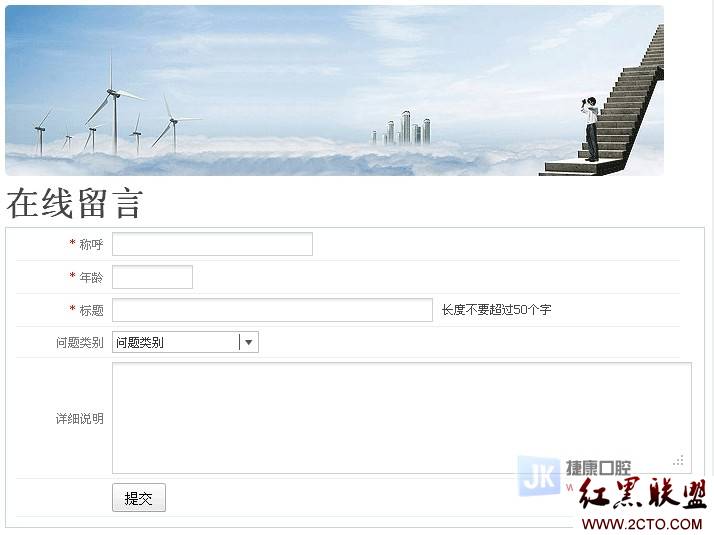 在线留言
* 称呼
* 年龄
* 标题 长度不要超过50个字
问题类别 问题类别
详细说明
提交
JK 捷康口腔
红黑联盟
WWW.2CTO.COM